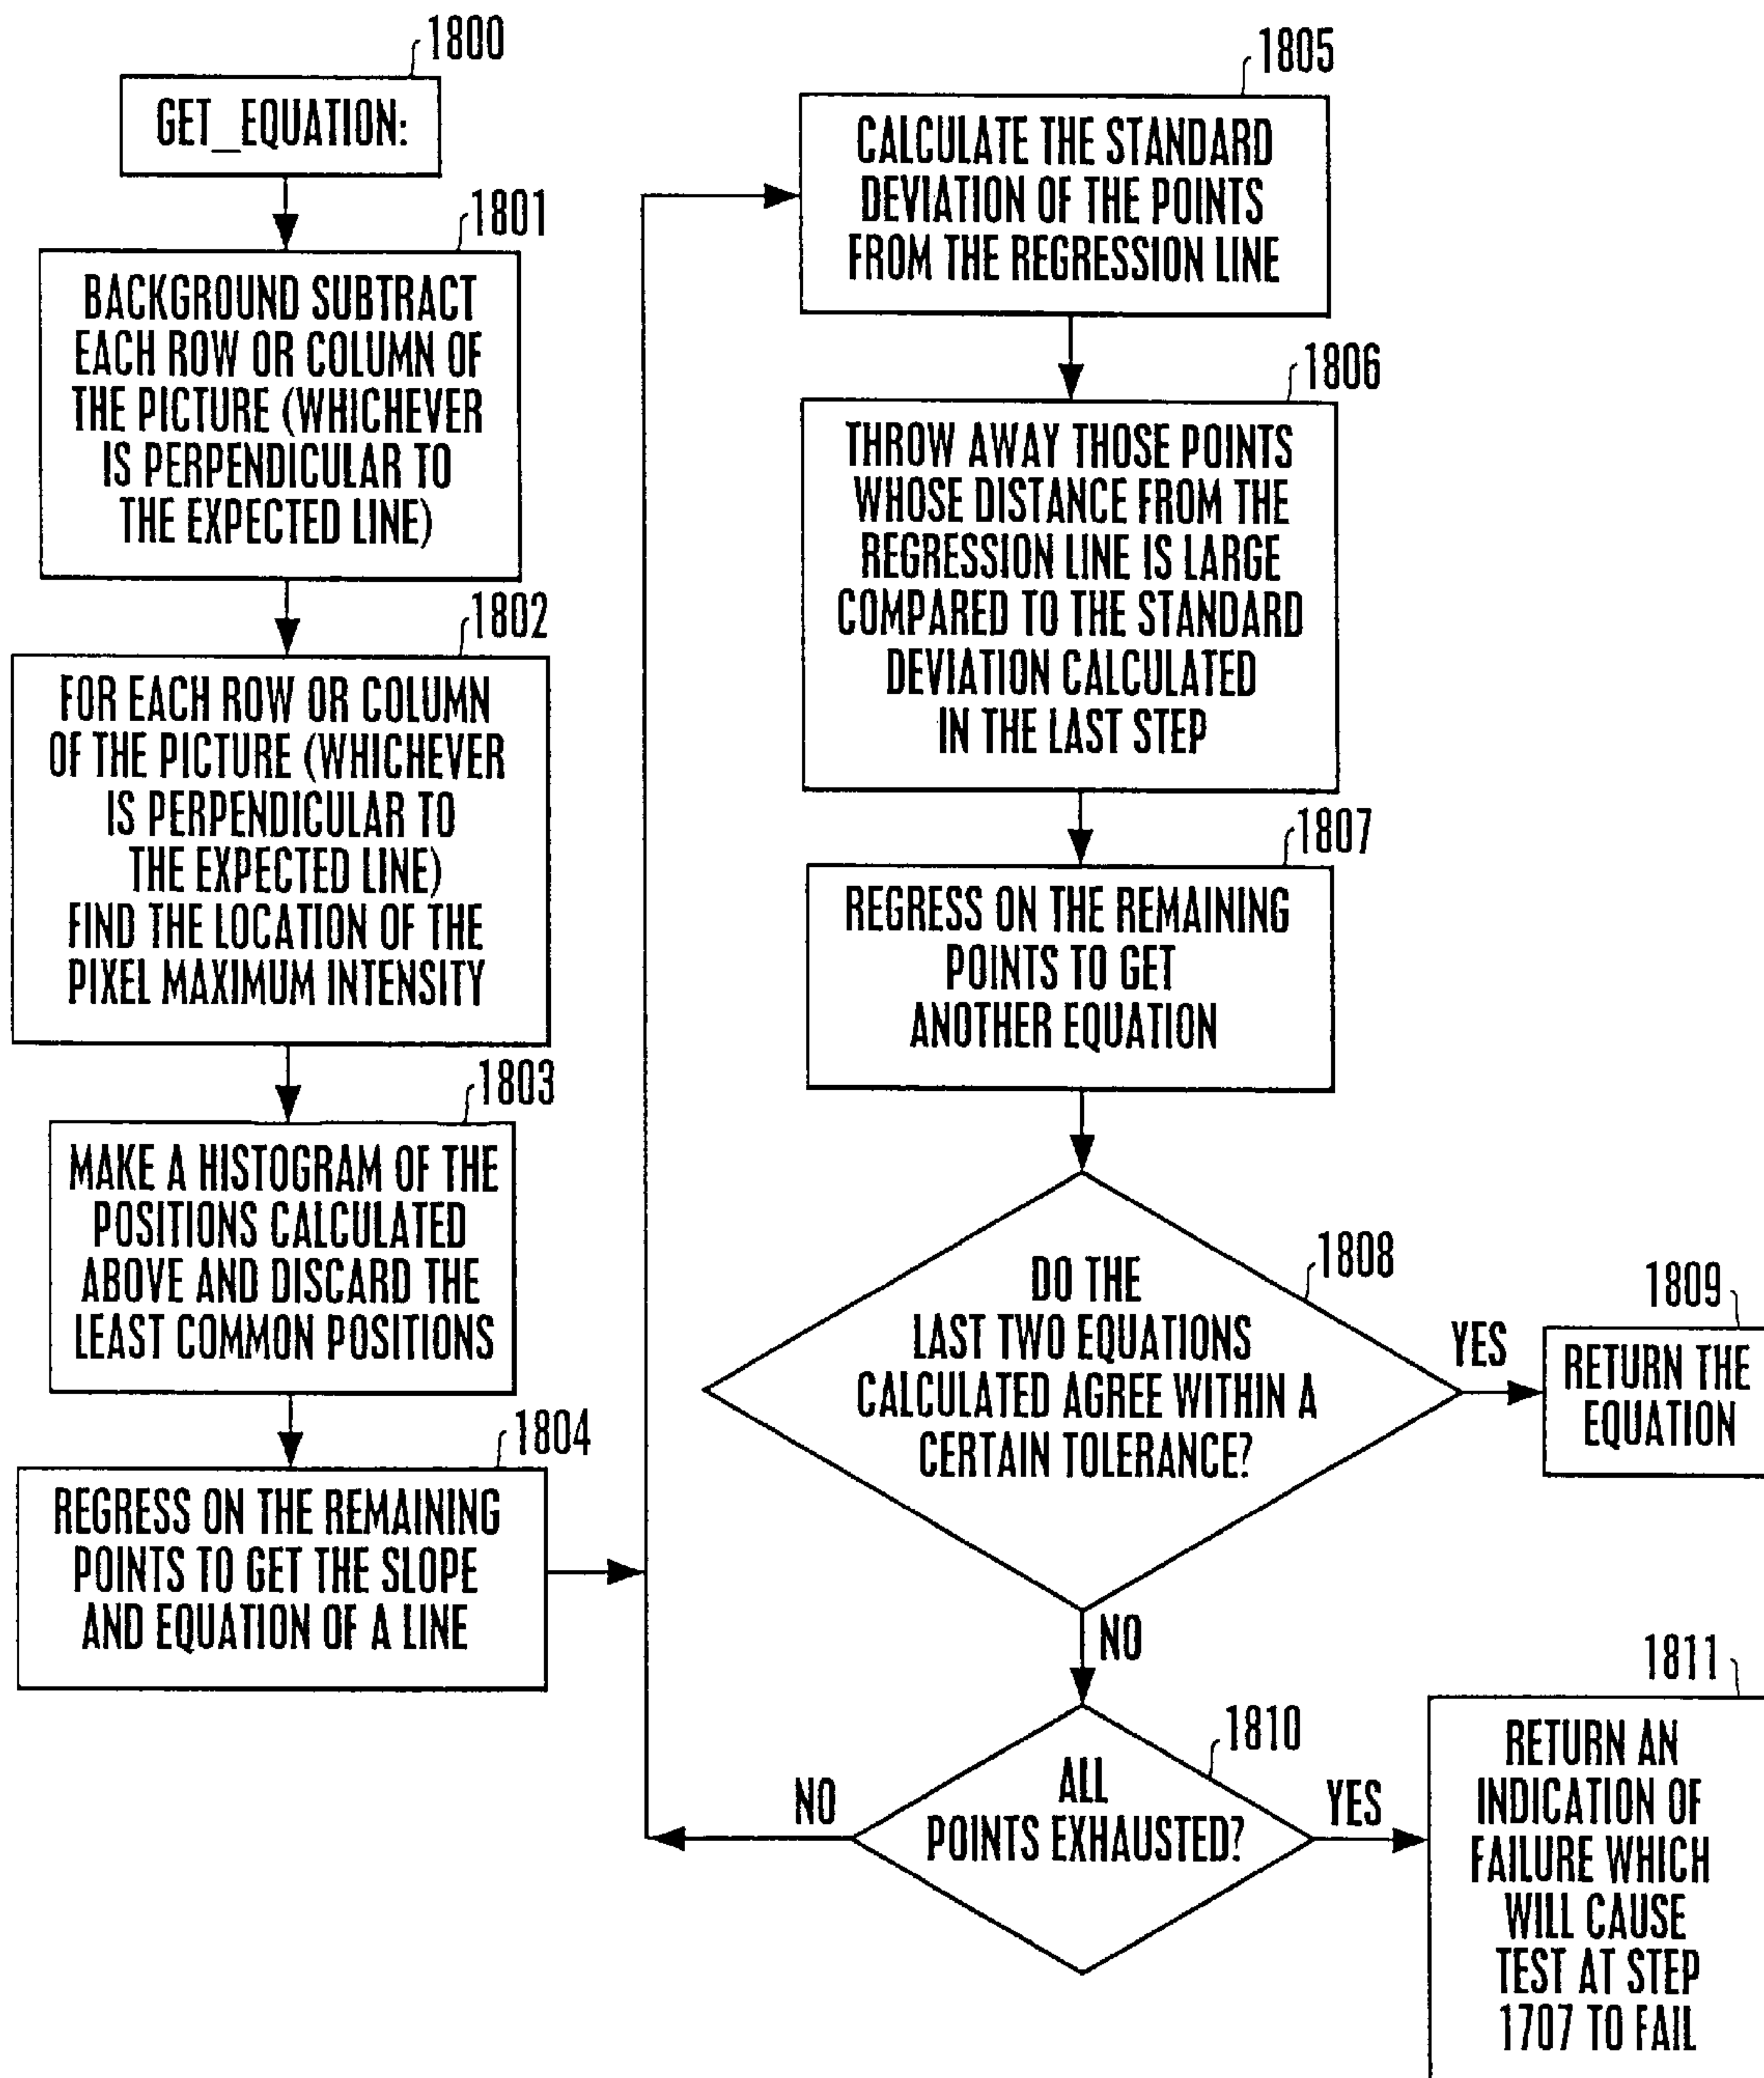 1800
GET_EQUATION:
1801
BACKGROUND SUBTRACT
EACH ROW OR COLUMN OF
THE PICTURE (WHICHEVER
IS PERPENDICULAR TO
THE EXPECTED LINE)
1802
FOR EACH ROW OR COLUMN
OF THE PICTURE (WHICHEVER
IS PERPENDICULAR TO
THE EXPECTED LINE)
FIND THE LOCATION OF THE
PIXEL MAXIMUM INTENSITY
1803
MAKE A HISTOGRAM OF THE
POSITIONS CALCULATED
ABOVE AND DISCARD THE
LEAST COMMON POSITIONS
1804
REGRESS ON THE REMAINING
POINTS TO GET THE SLOPE
AND EQUATION OF A LINE
1805
CALCULATE THE STANDARD
DEVIATION OF THE POINTS
FROM THE REGRESSION LINE
1806
THROW AWAY THOSE POINTS
WHOSE DISTANCE FROM THE
REGRESSION LINE IS LARGE
COMPARED TO THE STANDARD
DEVIATION CALCULATED
IN THE LAST STEP
1807
REGRESS ON THE REMAINING
POINTS TO GET
ANOTHER EQUATION
1808
DO THE
LAST TWO EQUATIONS
CALCULATED AGREE WITHIN A
CERTAIN TOLERANCE?
YES
1809
RETURN THE
EQUATION
NO
1810
ALL
POINTS EXHAUSTED?
NO
YES
1811
RETURN AN
INDICATION OF
FAILURE WHICH
WILL CAUSE
TEST AT STEP
1707 TO FAIL